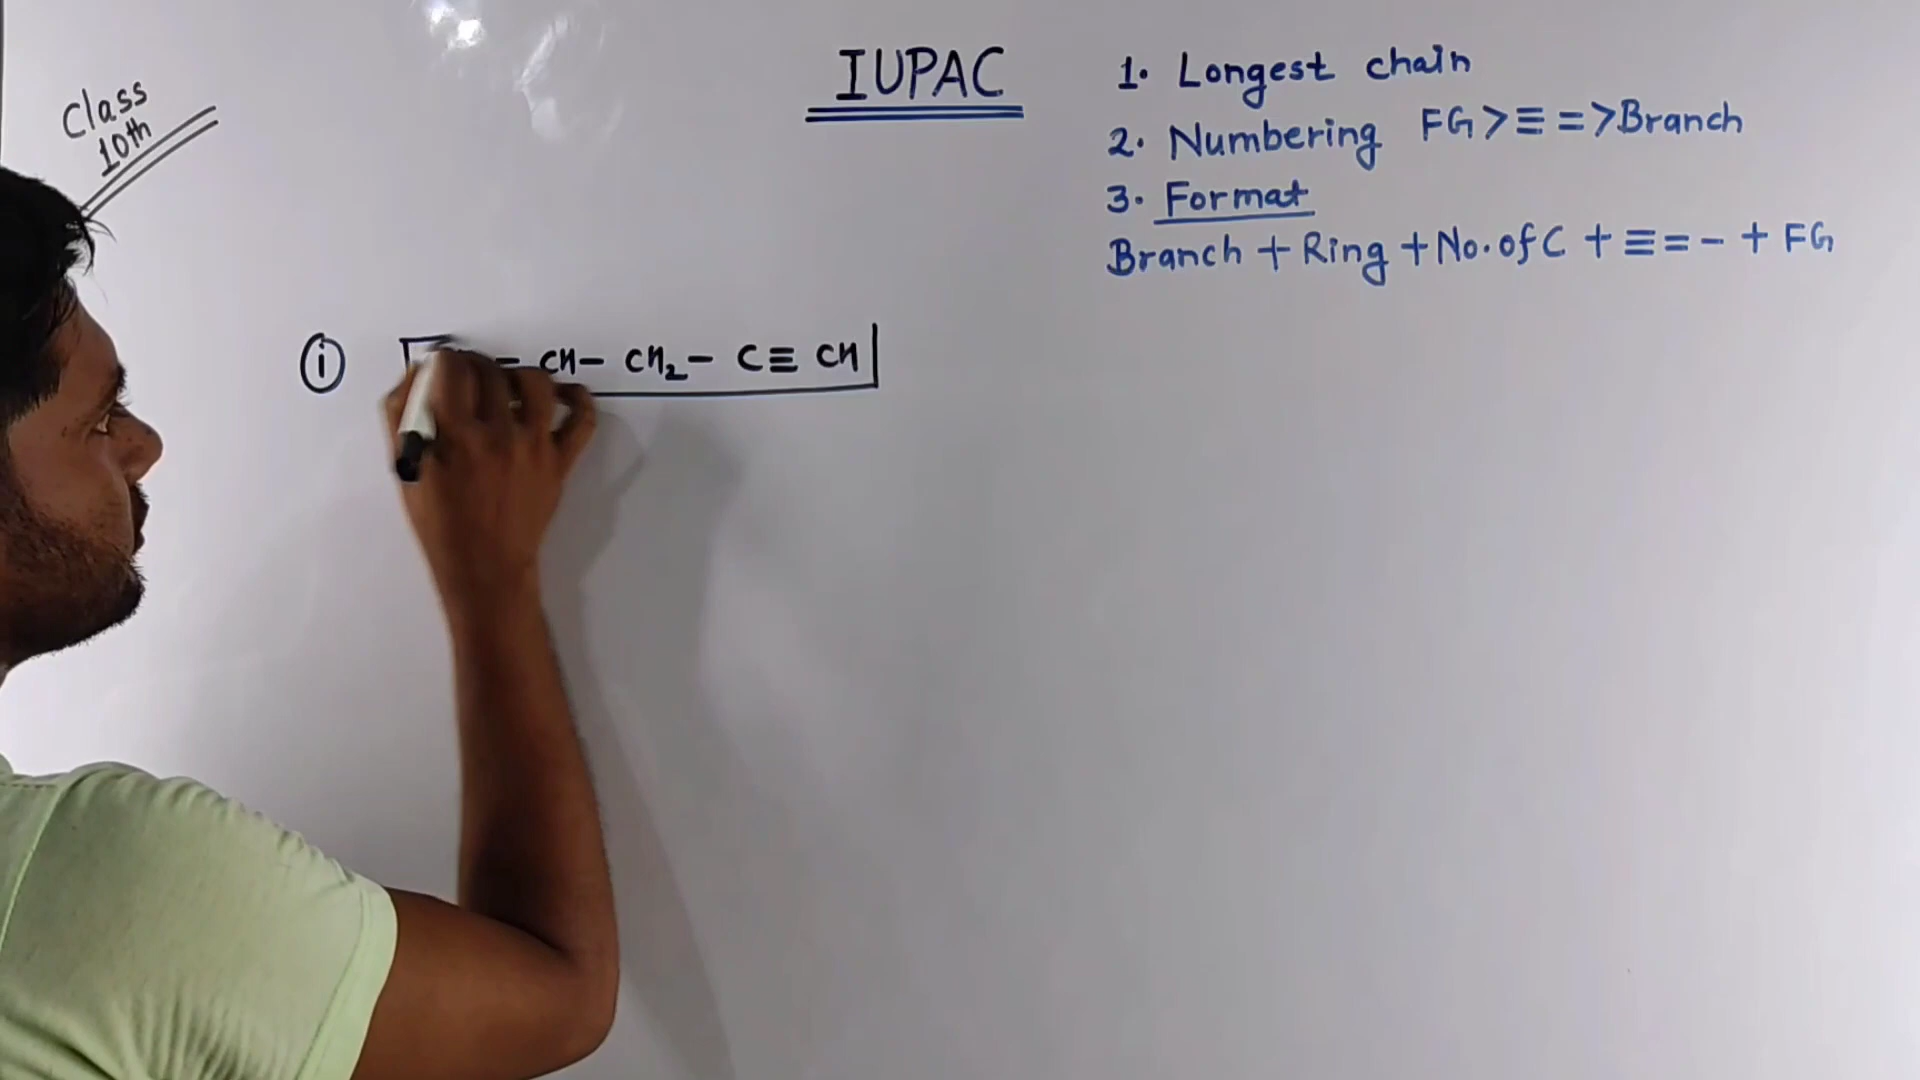 Class
10th
IUPAC
1. Longest chain
2. Numbering FG > ≡ = > Branch
3. Format
Branch + Ring + No. of C + ≡ = - + FG
(i) = CH - CH₂ - C ≡ CH